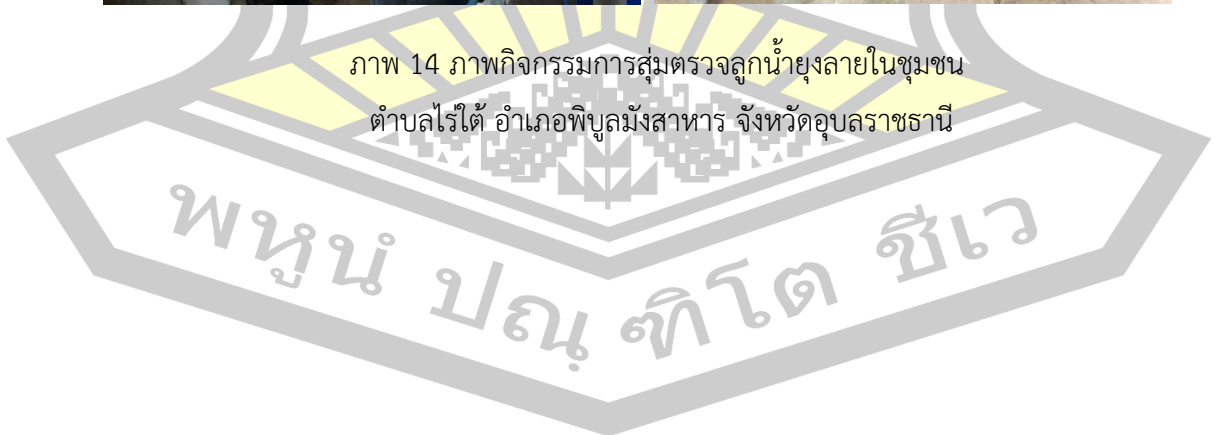 ภาพ 14 ภาพกิจกรรมการสุ่มตรวจลูกน้ำยุงลายในชุมชน
ตำบลไร่ใต้ อำเภอพิบูลมังสาหาร จังหวัดอุบลราชธานี
พหูนํ ปณฺฑิโต ชีเว